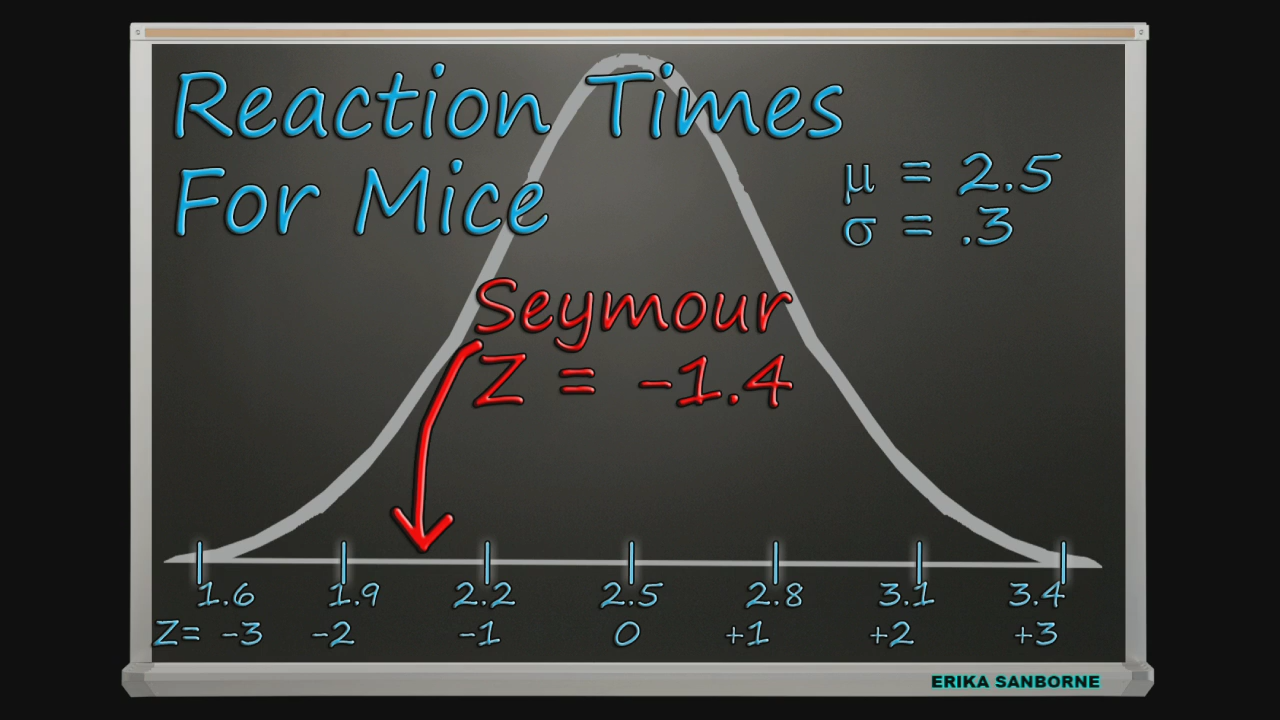 Reaction Times
For Mice
μ = 2.5
σ = .3
Seymour
Z = -1.4
1.6 1.9 2.2 2.5 2.8 3.1 3.4
Z= -3 -2 -1 0 +1 +2 +3
ERIKA SANBORNE